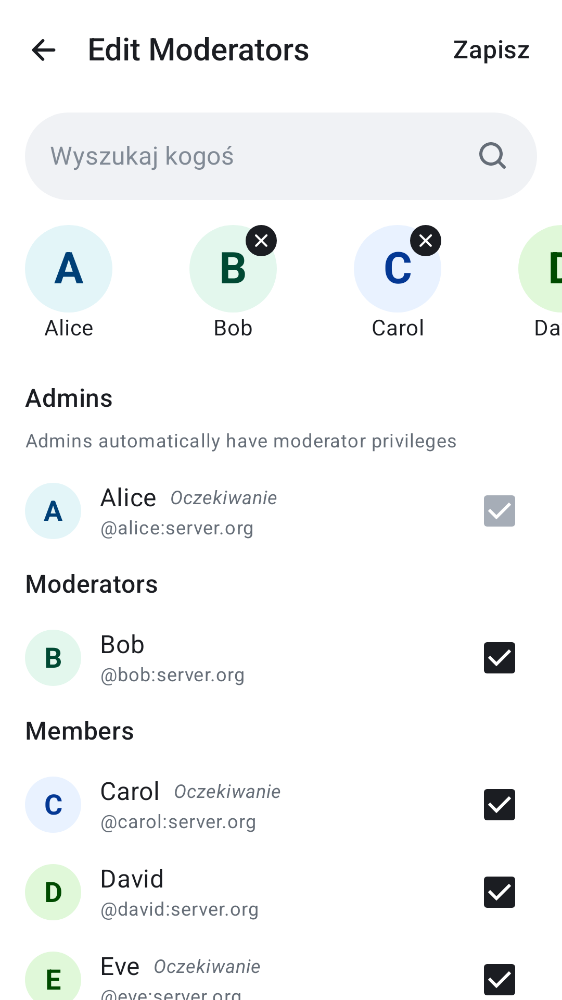 Edit Moderators Zapisz
Wyszukaj kogoś
A B C D
Alice Bob Carol Da
Admins
Admins automatically have moderator privileges
A Alice Oczekiwanie
@alice:server.org
Moderators
B Bob
@bob:server.org
Members
C Carol Oczekiwanie
@carol:server.org
D David
@david:server.org
E Eve Oczekiwanie
@eve:server.org